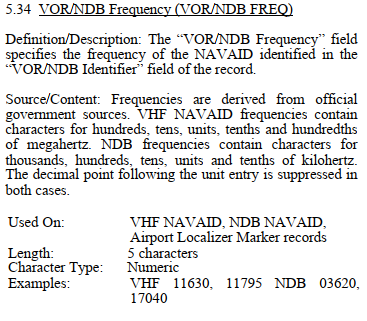 5.34 VOR/NDB Frequency (VOR/NDB FREQ)
Definition/Description: The “VOR/NDB Frequency” field
specifies the frequency of the NAVAID identified in the
“VOR/NDB Identifier” field of the record.
Source/Content: Frequencies are derived from official
government sources. VHF NAVAID frequencies contain
characters for hundreds, tens, units, tenths and hundredths
of megahertz. NDB frequencies contain characters for
thousands, hundreds, tens, units and tenths of kilohertz.
The decimal point following the unit entry is suppressed in
both cases.
Used On: VHF NAVAID, NDB NAVAID,
Airport Localizer Marker records
Length: 5 characters
Character Type: Numeric
Examples: VHF 11630, 11795 NDB 03620,
17040